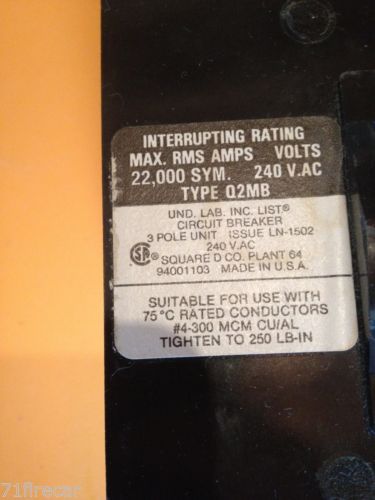 INTERRUPTING RATING
MAX. RMS AMPS VOLTS
22,000 SYM. 240 V.AC
TYPE Q2MB
UND. LAB. INC. LIST®
CIRCUIT BREAKER
3 POLE UNIT ISSUE LN-1502
240 V.AC
SA® SQUARE D CO. PLANT 64
94001103 MADE IN U.S.A.
SUITABLE FOR USE WITH
75°C RATED CONDUCTORS
#4-300 MCM CU/AL
TIGHTEN TO 250 LB-IN
71firecar